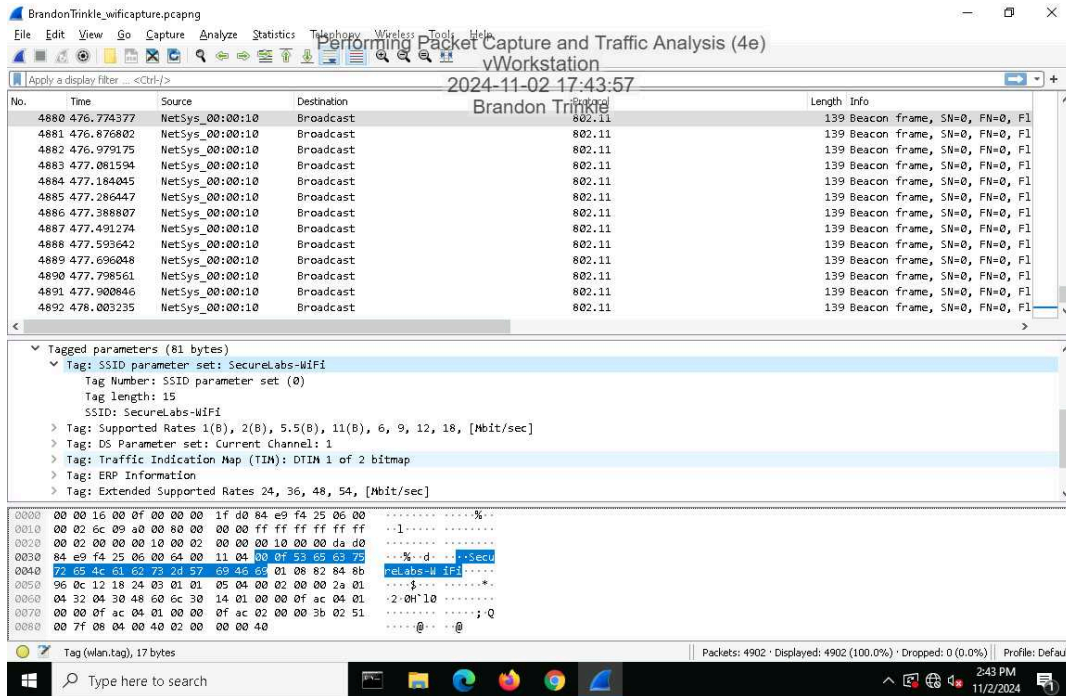 BrandonTrinkle_wificapture.pcapng
File Edit View Go Capture Analyze Statistics Telephony Wireless Tools Help
Performing Packet Capture and Traffic Analysis (4e)
vWorkstation
2024-11-02 17:43:57
Brandon Trinkle
Apply a display filter ... <Ctrl-/>
No. Time Source Destination Protocol Length Info
4880 476.774377 NetSys_00:00:10 Broadcast 802.11 139 Beacon frame, SN=0, FN=0, Fl
4881 476.876802 NetSys_00:00:10 Broadcast 802.11 139 Beacon frame, SN=0, FN=0, Fl
4882 476.979175 NetSys_00:00:10 Broadcast 802.11 139 Beacon frame, SN=0, FN=0, Fl
4883 477.081594 NetSys_00:00:10 Broadcast 802.11 139 Beacon frame, SN=0, FN=0, Fl
4884 477.184045 NetSys_00:00:10 Broadcast 802.11 139 Beacon frame, SN=0, FN=0, Fl
4885 477.286447 NetSys_00:00:10 Broadcast 802.11 139 Beacon frame, SN=0, FN=0, Fl
4886 477.388807 NetSys_00:00:10 Broadcast 802.11 139 Beacon frame, SN=0, FN=0, Fl
4887 477.491274 NetSys_00:00:10 Broadcast 802.11 139 Beacon frame, SN=0, FN=0, Fl
4888 477.593642 NetSys_00:00:10 Broadcast 802.11 139 Beacon frame, SN=0, FN=0, Fl
4889 477.696048 NetSys_00:00:10 Broadcast 802.11 139 Beacon frame, SN=0, FN=0, Fl
4890 477.798561 NetSys_00:00:10 Broadcast 802.11 139 Beacon frame, SN=0, FN=0, Fl
4891 477.900846 NetSys_00:00:10 Broadcast 802.11 139 Beacon frame, SN=0, FN=0, Fl
4892 478.003235 NetSys_00:00:10 Broadcast 802.11 139 Beacon frame, SN=0, FN=0, Fl
Tagged parameters (81 bytes)
Tag: SSID parameter set: SecureLabs-WiFi
Tag Number: SSID parameter set (0)
Tag length: 15
SSID: SecureLabs-WiFi
Tag: Supported Rates 1(B), 2(B), 5.5(B), 11(B), 6, 9, 12, 18, [Mbit/sec]
Tag: DS Parameter set: Current Channel: 1
Tag: Traffic Indication Map (TIM): DTIM 1 of 2 bitmap
Tag: ERP Information
Tag: Extended Supported Rates 24, 36, 48, 54, [Mbit/sec]
0000 00 00 16 00 0f 00 00 00 1f d0 84 e9 f4 25 06 00 ········ ·····%··
0010 00 02 6c 09 a0 00 80 00 00 00 ff ff ff ff ff ff ··l····· ········
0020 00 02 00 00 00 10 00 02 00 00 00 10 00 00 da d0 ········ ········
0030 84 e9 f4 25 06 00 64 00 11 04 00 0f 53 65 63 75 ···%··d· ····Secu
0040 72 65 4c 61 62 73 2d 57 69 46 69 01 08 82 84 8b reLabs-W iFi·····
0050 96 0c 12 18 24 03 01 01 05 04 00 02 00 00 2a 01 ····$··· ······*·
0060 04 32 04 30 48 60 6c 30 14 01 00 00 0f ac 04 01 ·2·0H`l0 ········
0070 00 00 0f ac 04 01 00 00 0f ac 02 00 00 3b 02 51 ········ ·····;·Q
0080 00 7f 08 04 00 40 02 00 00 00 40 ·····@·· ··@
Tag (wlan.tag), 17 bytes Packets: 4902 · Displayed: 4902 (100.0%) · Dropped: 0 (0.0%) Profile: Defau
Type here to search
2:43 PM
11/2/2024
1